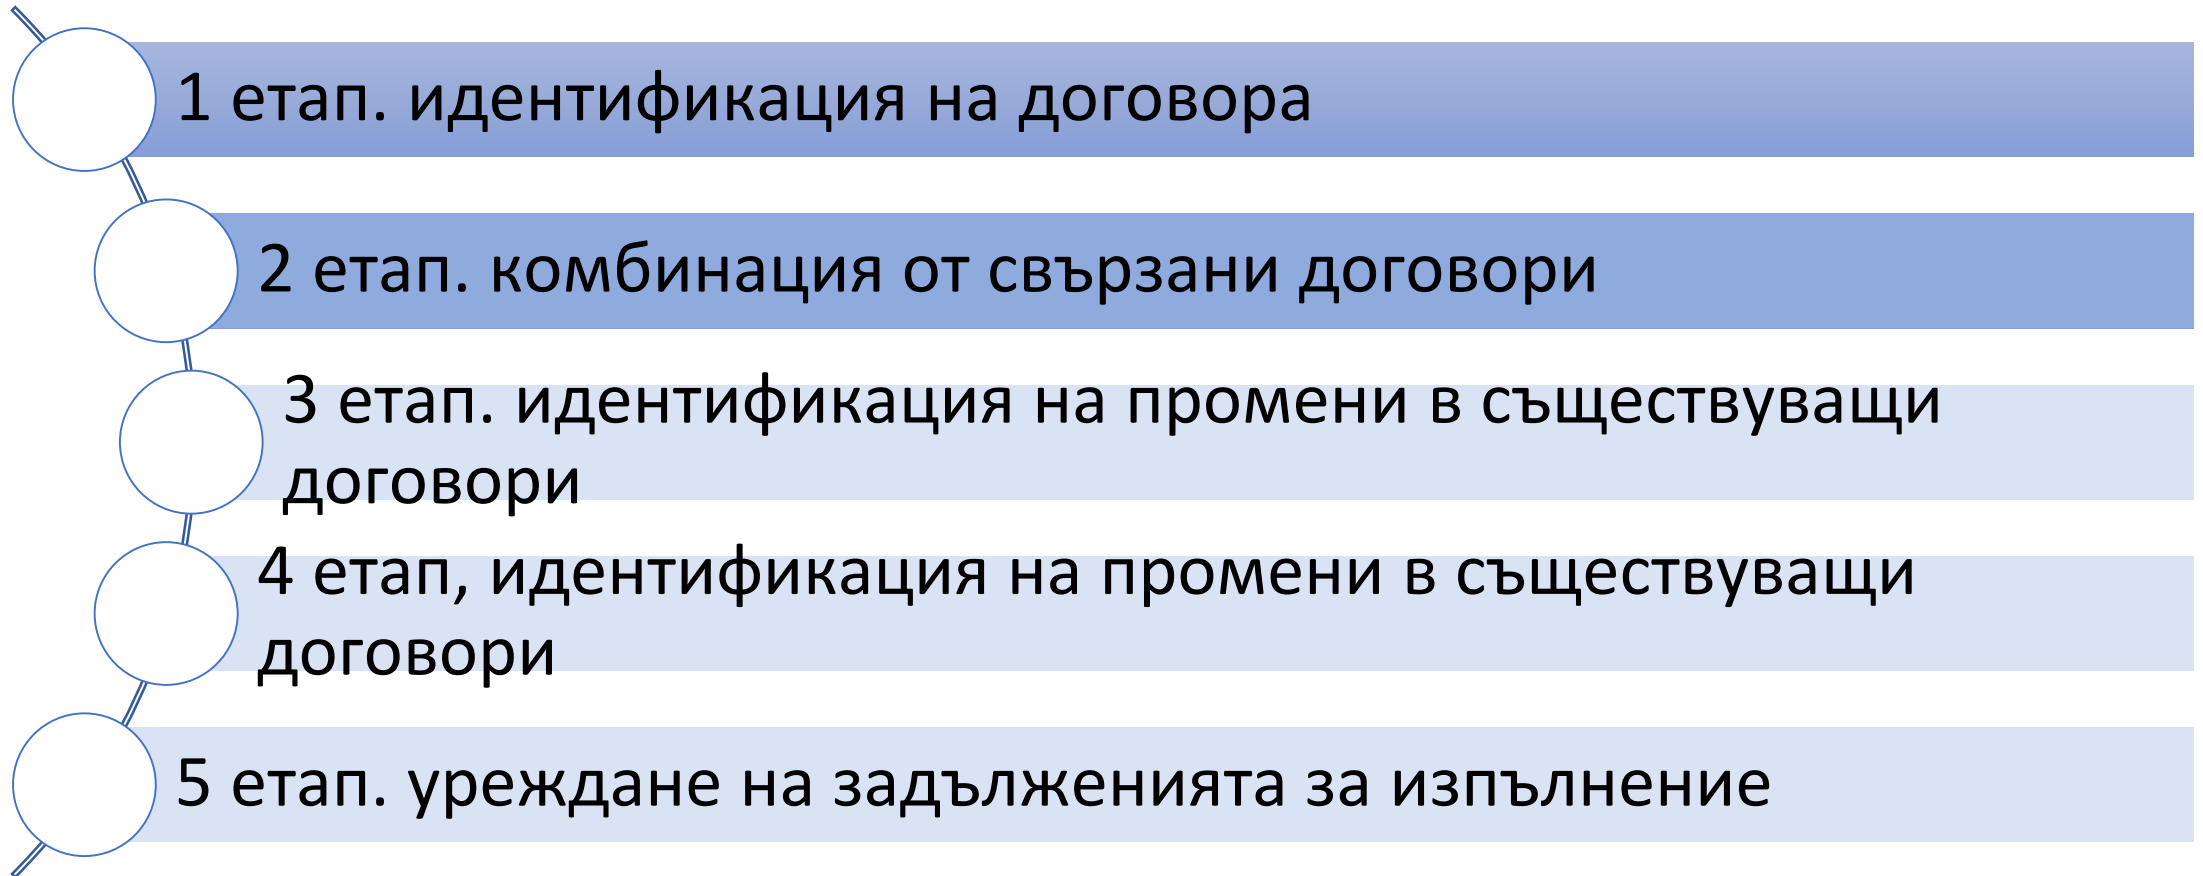 1 етап. идентификация на договора
2 етап. комбинация от свързани договори
3 етап. идентификация на промени в съществуващи
договори
4 етап, идентификация на промени в съществуващи
договори
5 етап. уреждане на задълженията за изпълнение